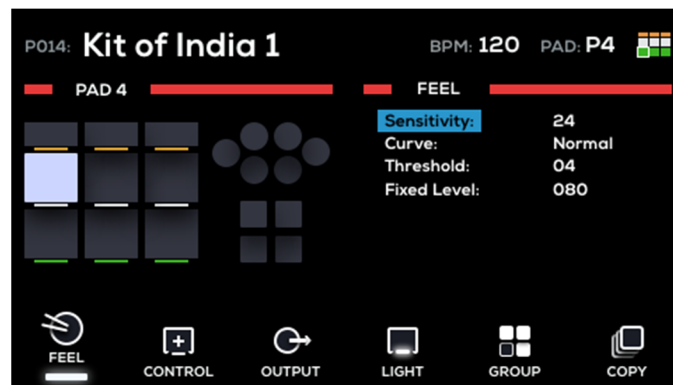 P014: Kit of India 1 BPM: 120 PAD: P4
PAD 4
FEEL
Sensitivity: 24
Curve: Normal
Threshold: 04
Fixed Level: 080
FEEL CONTROL OUTPUT LIGHT GROUP COPY